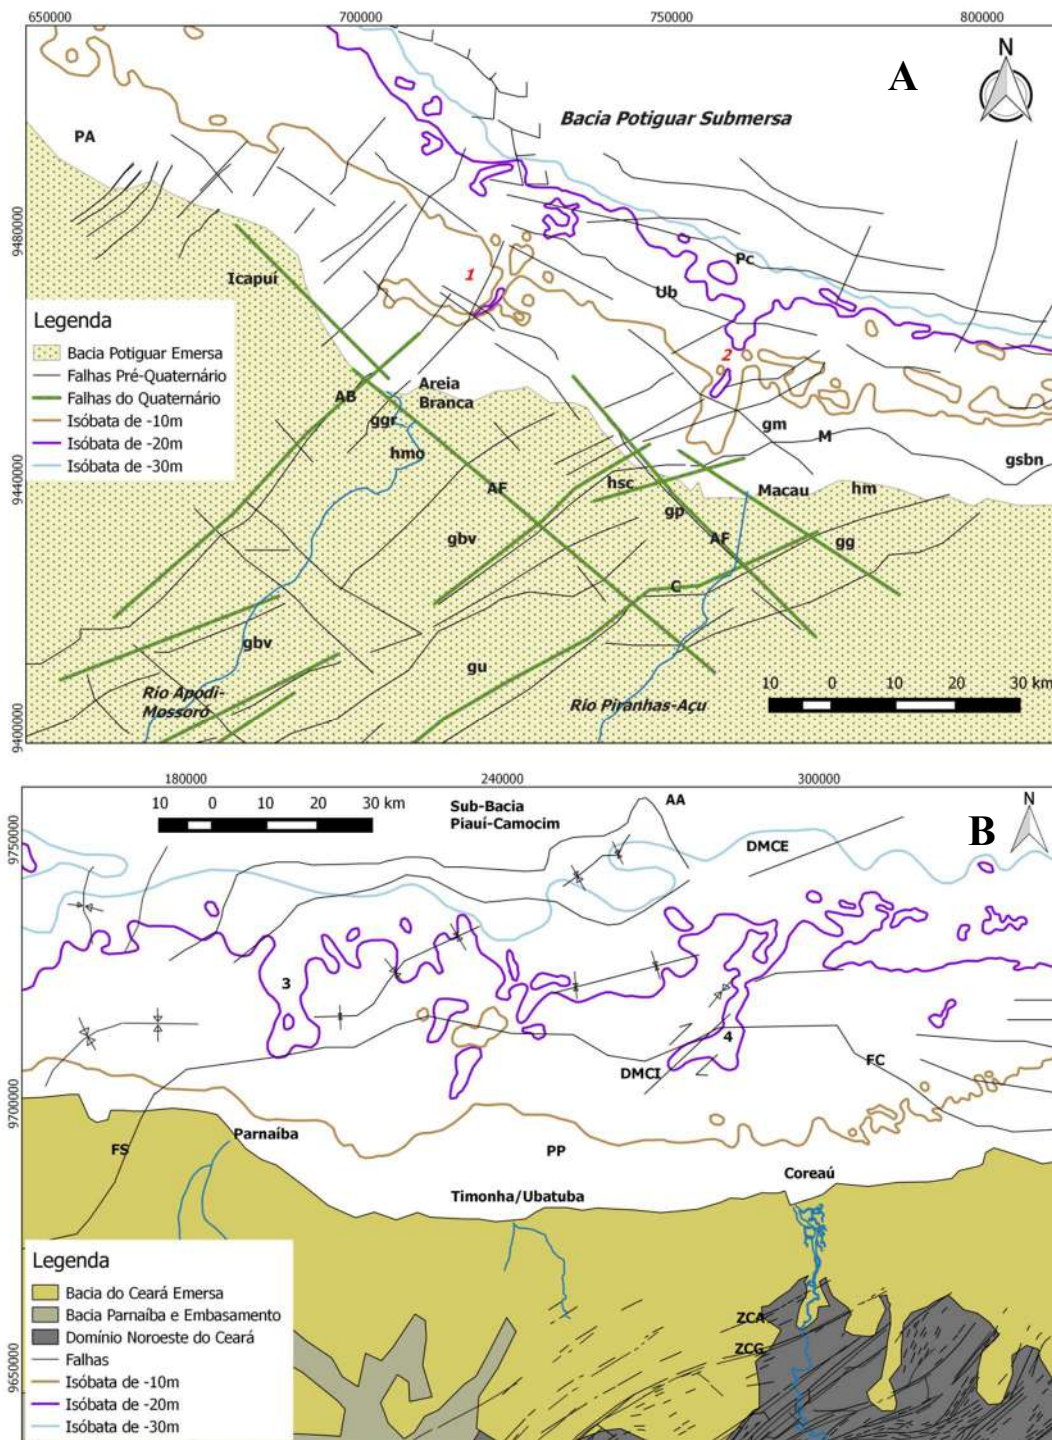 650000
700000
750000
800000
N
A
Bacia Potiguar Submersa
PA
9480000
Icapuí
1
Pc
Ub
Legenda
Bacia Potiguar Emersa
Falhas Pré-Quaternário
Falhas do Quaternário
Isóbata de -10m
Isóbata de -20m
Isóbata de -30m
2
AB
Areia
Branca
ggr
hmo
gm
M
gsbn
9440000
AF
hsc
Macau
hm
gp
gbv
AF
gg
C
gbv
gu
Rio Apodi-
Mossoró
Rio Piranhas-Açu
10 0 10 20 30 km
9400000
180000
240000
300000
10 0 10 20 30 km
Sub-Bacia
Piauí-Camocim
AA
N
B
DMCE
9750000
3
4
DMCI
FC
9700000
FS
Parnaíba
PP
Coreaú
Timonha/Ubatuba
Legenda
Bacia do Ceará Emersa
Bacia Parnaíba e Embasamento
Domínio Noroeste do Ceará
Falhas
Isóbata de -10m
Isóbata de -20m
Isóbata de -30m
ZCA
ZCG
9650000